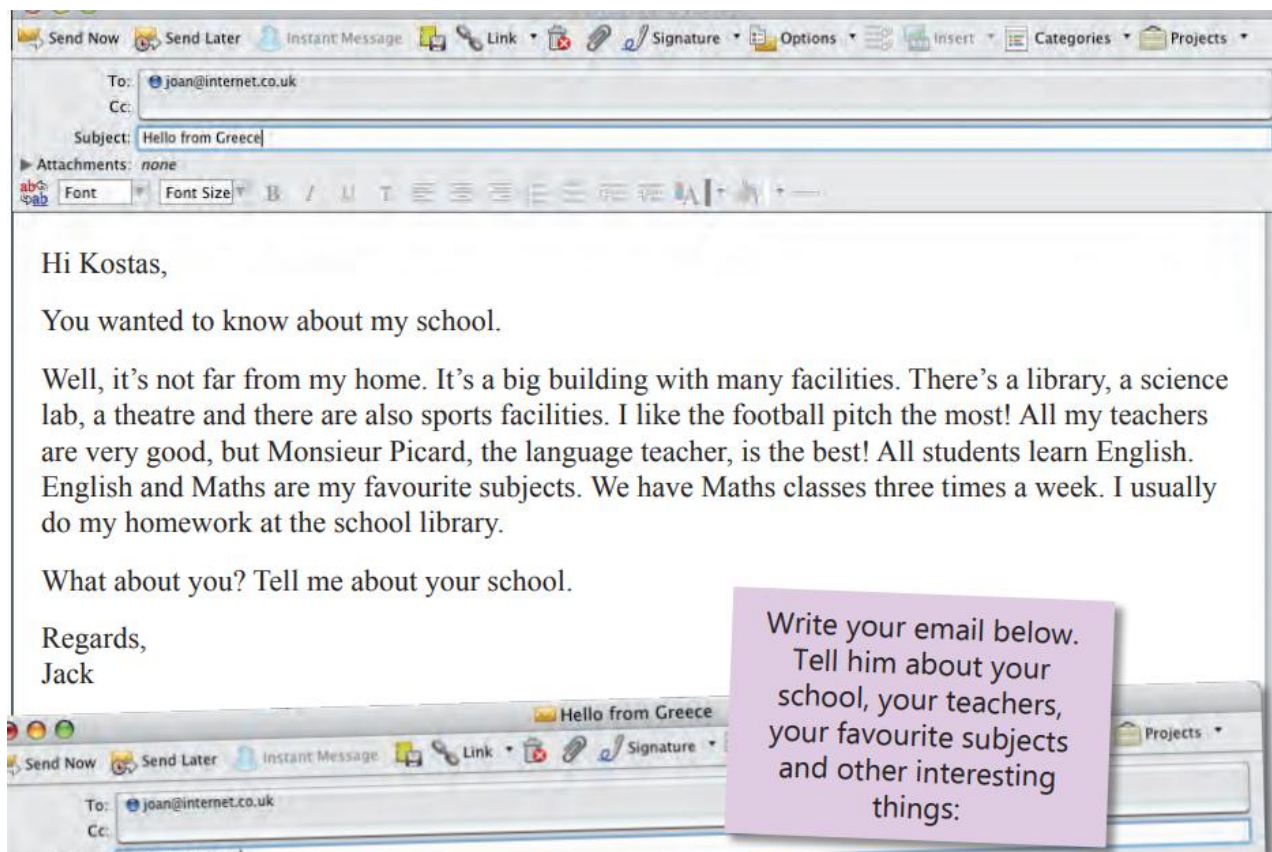 Send Now Send Later Instant Message Link Signature Options Insert Categories Projects
To: joan@internet.co.uk
Cc:
Subject: Hello from Greece
Attachments: none
Font Font Size B I U T
Hi Kostas,
You wanted to know about my school.
Well, it's not far from my home. It's a big building with many facilities. There's a library, a science
lab, a theatre and there are also sports facilities. I like the football pitch the most! All my teachers
are very good, but Monsieur Picard, the language teacher, is the best! All students learn English.
English and Maths are my favourite subjects. We have Maths classes three times a week. I usually
do my homework at the school library.
What about you? Tell me about your school.
Regards,
Jack
Write your email below.
Tell him about your
school, your teachers,
your favourite subjects
and other interesting
things:
Hello from Greece
Send Now Send Later Instant Message Link Signature Projects
To: joan@internet.co.uk
Cc: